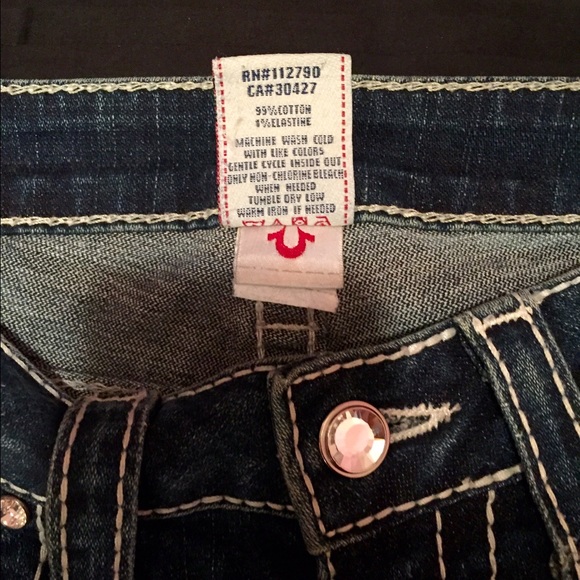 RN#112790
CA#30427
99%COTTON
1%ELASTINE
MACHINE WASH COLD
WITH LIKE COLORS
GENTLE CYCLE INSIDE OUT
ONLY NON-CHLORINE BLEACH
WHEN NEEDED
TUMBLE DRY LOW
WARM IRON IF NEEDED